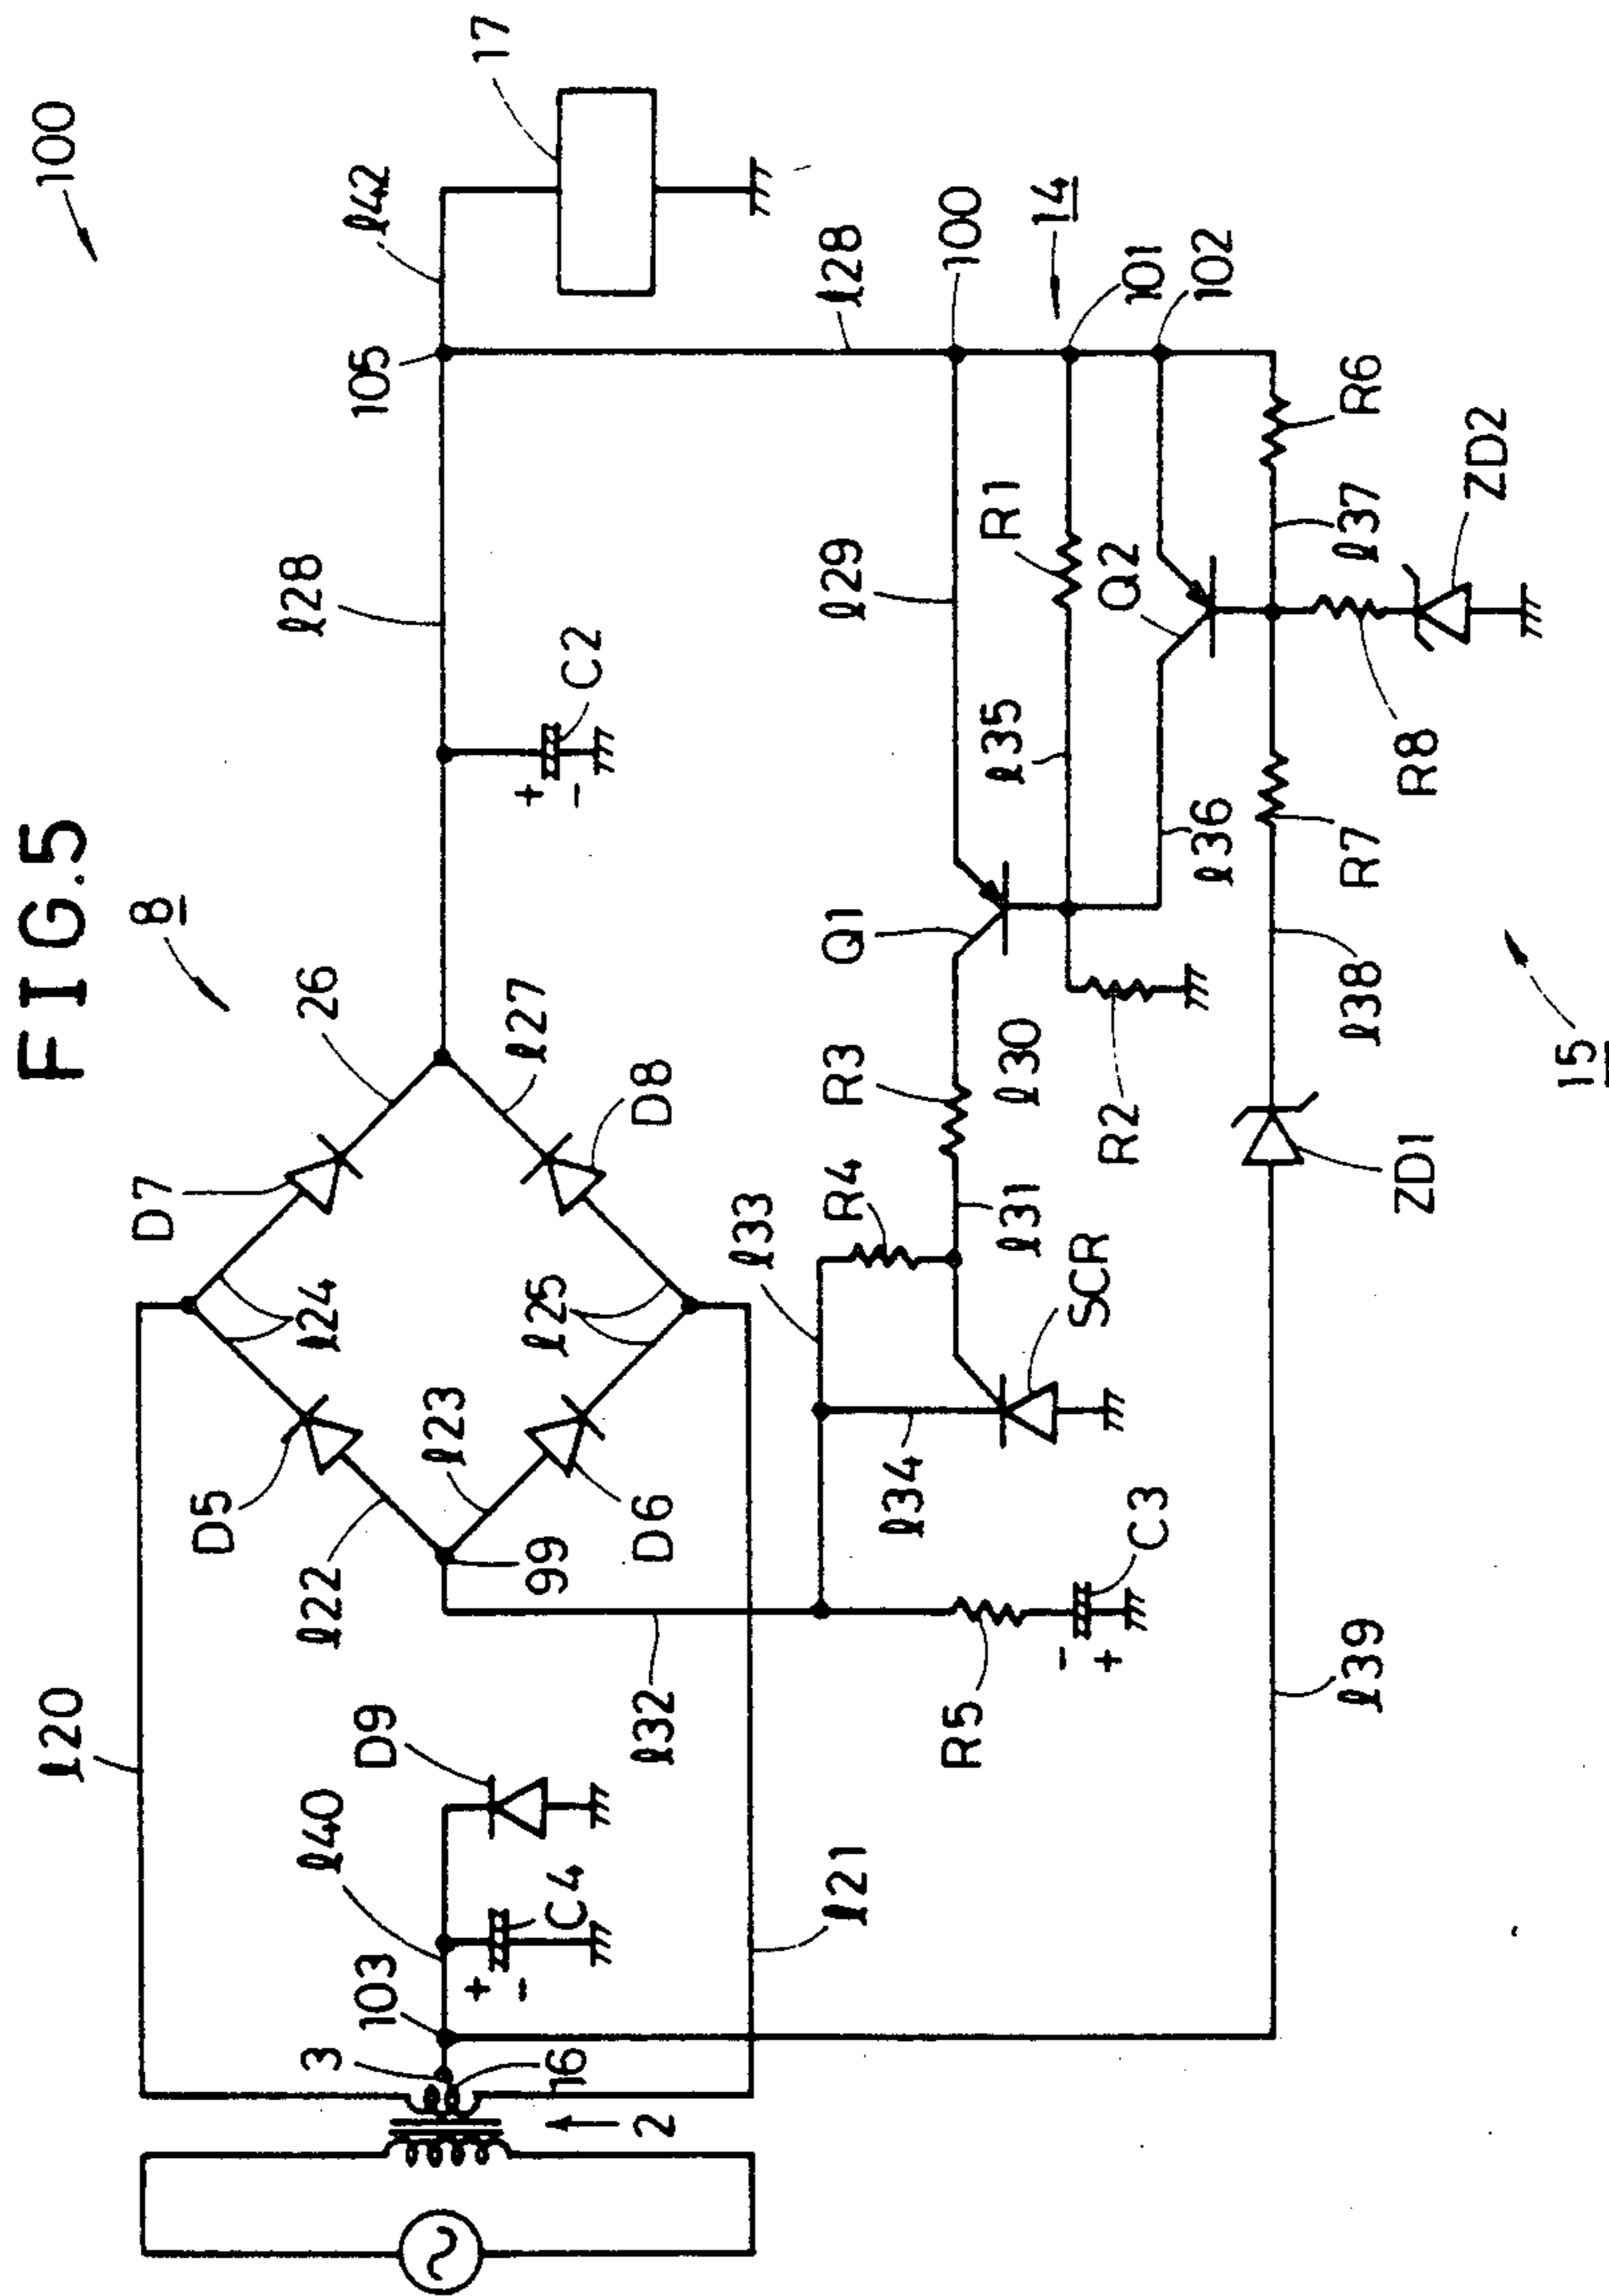 FIG.5
100
8
17
ℓ42
105
ℓ28
26
D7
ℓ120
ℓ27
D8
C2
+
-
ℓ24
ℓ25
D5
ℓ22
ℓ23
D6
99
D9
ℓ40
C4
+
-
103
3
16
2
ℓ21
ℓ32
ℓ28
100
14
101
102
ℓ29
R1
Q2
Q1
ℓ35
ℓ36
R3
ℓ30
R2
R4
ℓ33
ℓ31
SCR
ℓ34
C3
-
+
R5
R6
ℓ37
ZD2
R8
R7
ℓ38
ZD1
ℓ39
15